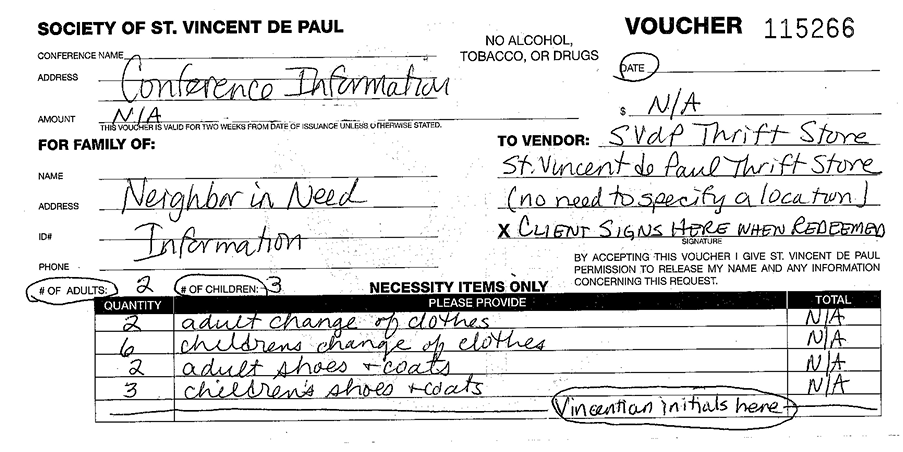 SOCIETY OF ST. VINCENT DE PAUL
VOUCHER 115266
NO ALCOHOL,
TOBACCO, OR DRUGS
CONFERENCE NAME
ADDRESS
Conference Information
DATE
AMOUNT N/A
$ N/A
THIS VOUCHER IS VALID FOR TWO WEEKS FROM DATE OF ISSUANCE UNLESS OTHERWISE STATED.
FOR FAMILY OF:
TO VENDOR: SVdP Thrift Store
St. Vincent de Paul Thrift Store
(no need to specify a location)
NAME
ADDRESS
Neighbor in Need
ID#
Information
PHONE
X CLIENT SIGNS HERE WHEN REDEEMED
SIGNATURE
BY ACCEPTING THIS VOUCHER I GIVE ST. VINCENT DE PAUL
PERMISSION TO RELEASE MY NAME AND ANY INFORMATION
CONCERNING THIS REQUEST.
# OF ADULTS: 2 # OF CHILDREN: 3
NECESSITY ITEMS ONLY
QUANTITY PLEASE PROVIDE TOTAL
2 adult change of clothes N/A
6 childrens change of clothes N/A
2 adult shoes + coats N/A
3 children's shoes + coats N/A
Vincentian initials here